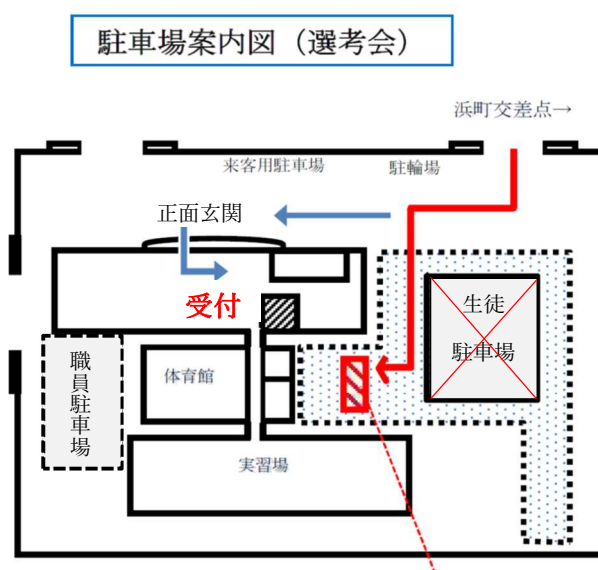 駐車場案内図（選考会）
浜町交差点→
来客用駐車場
駐輪場
正面玄関
受付
生徒
駐車場
職員駐車場
体育館
実習場